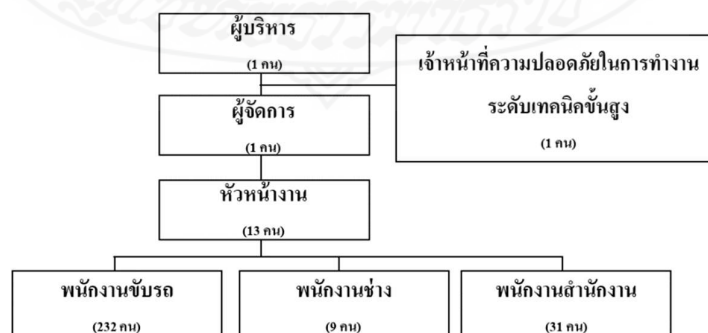 ผู้บริหาร
(1 คน)
เจ้าหน้าที่ความปลอดภัยในการทำงาน
ระดับเทคนิคขั้นสูง
(1 คน)
ผู้จัดการ
(1 คน)
หัวหน้างาน
(13 คน)
พนักงานขับรถ
(232 คน)
พนักงานช่าง
(9 คน)
พนักงานสำนักงาน
(31 คน)